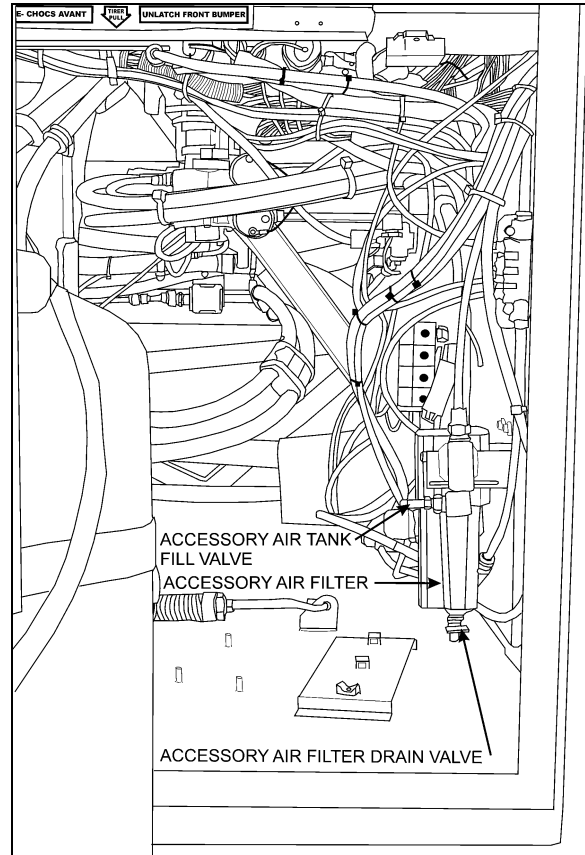 E- CHOCS AVANT
TIRER
PULL
UNLATCH FRONT BUMPER
ACCESSORY AIR TANK
FILL VALVE
ACCESSORY AIR FILTER
ACCESSORY AIR FILTER DRAIN VALVE